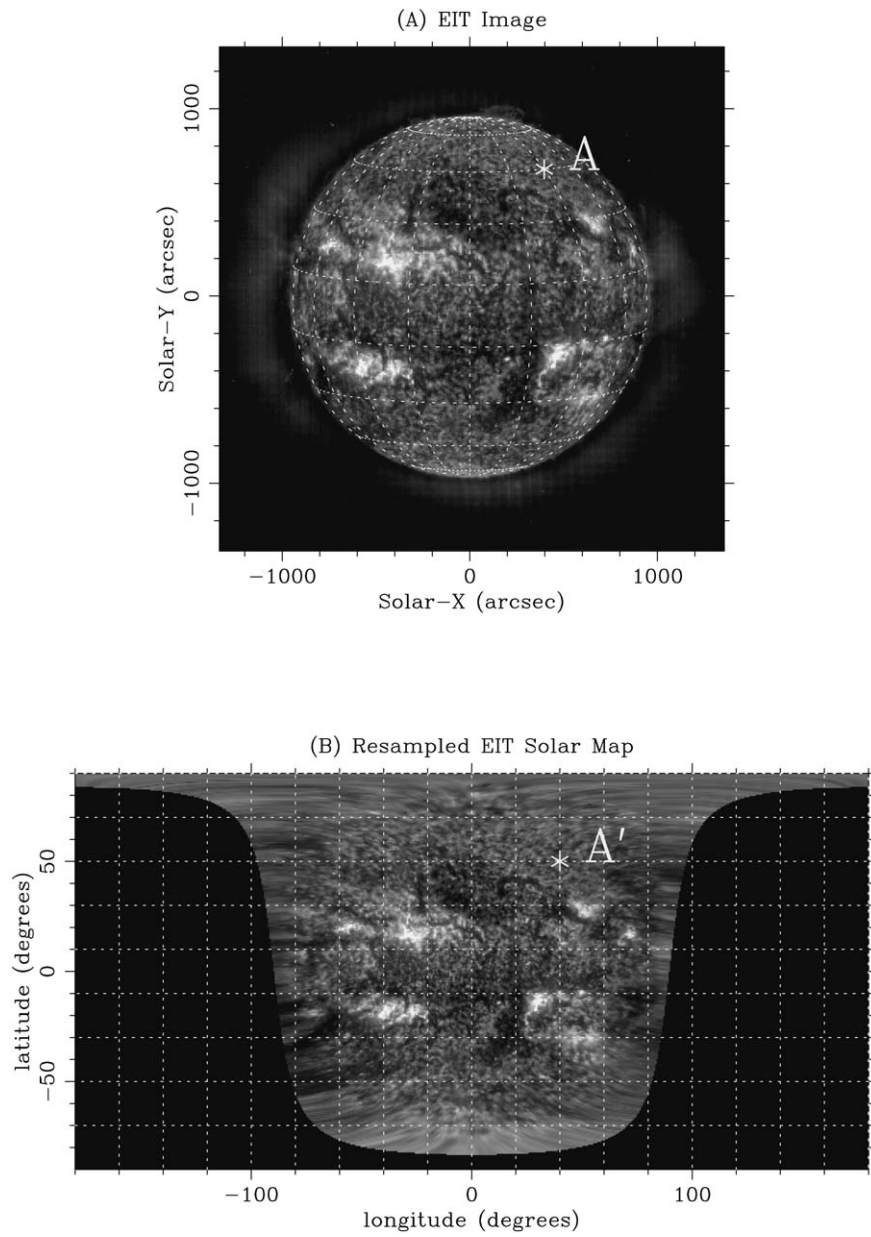 (A) EIT Image
1000
0
−1000
Solar−Y (arcsec)
A
−1000
0
1000
Solar−X (arcsec)
(B) Resampled EIT Solar Map
50
0
−50
latitude (degrees)
A'
−100
0
100
longitude (degrees)